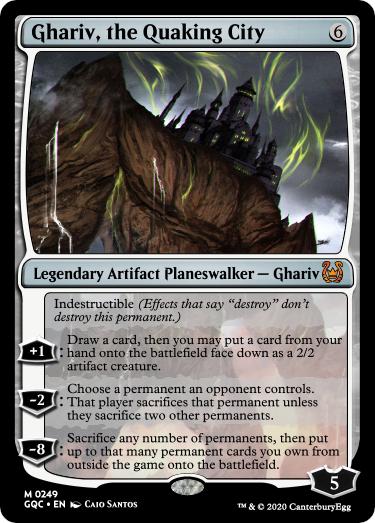 Ghariv, the Quaking City 6
Legendary Artifact Planeswalker — Ghariv
Indestructible (Effects that say “destroy” don’t
destroy this permanent.)
+1: Draw a card, then you may put a card from your
hand onto the battlefield face down as a 2/2
artifact creature.
-2: Choose a permanent an opponent controls.
That player sacrifices that permanent unless
they sacrifice two other permanents.
-8: Sacrifice any number of permanents, then put
up to that many permanent cards you own from
outside the game onto the battlefield.
5
M 0249
GQC • EN Caio Santos
™ & © 2020 CanterburyEgg